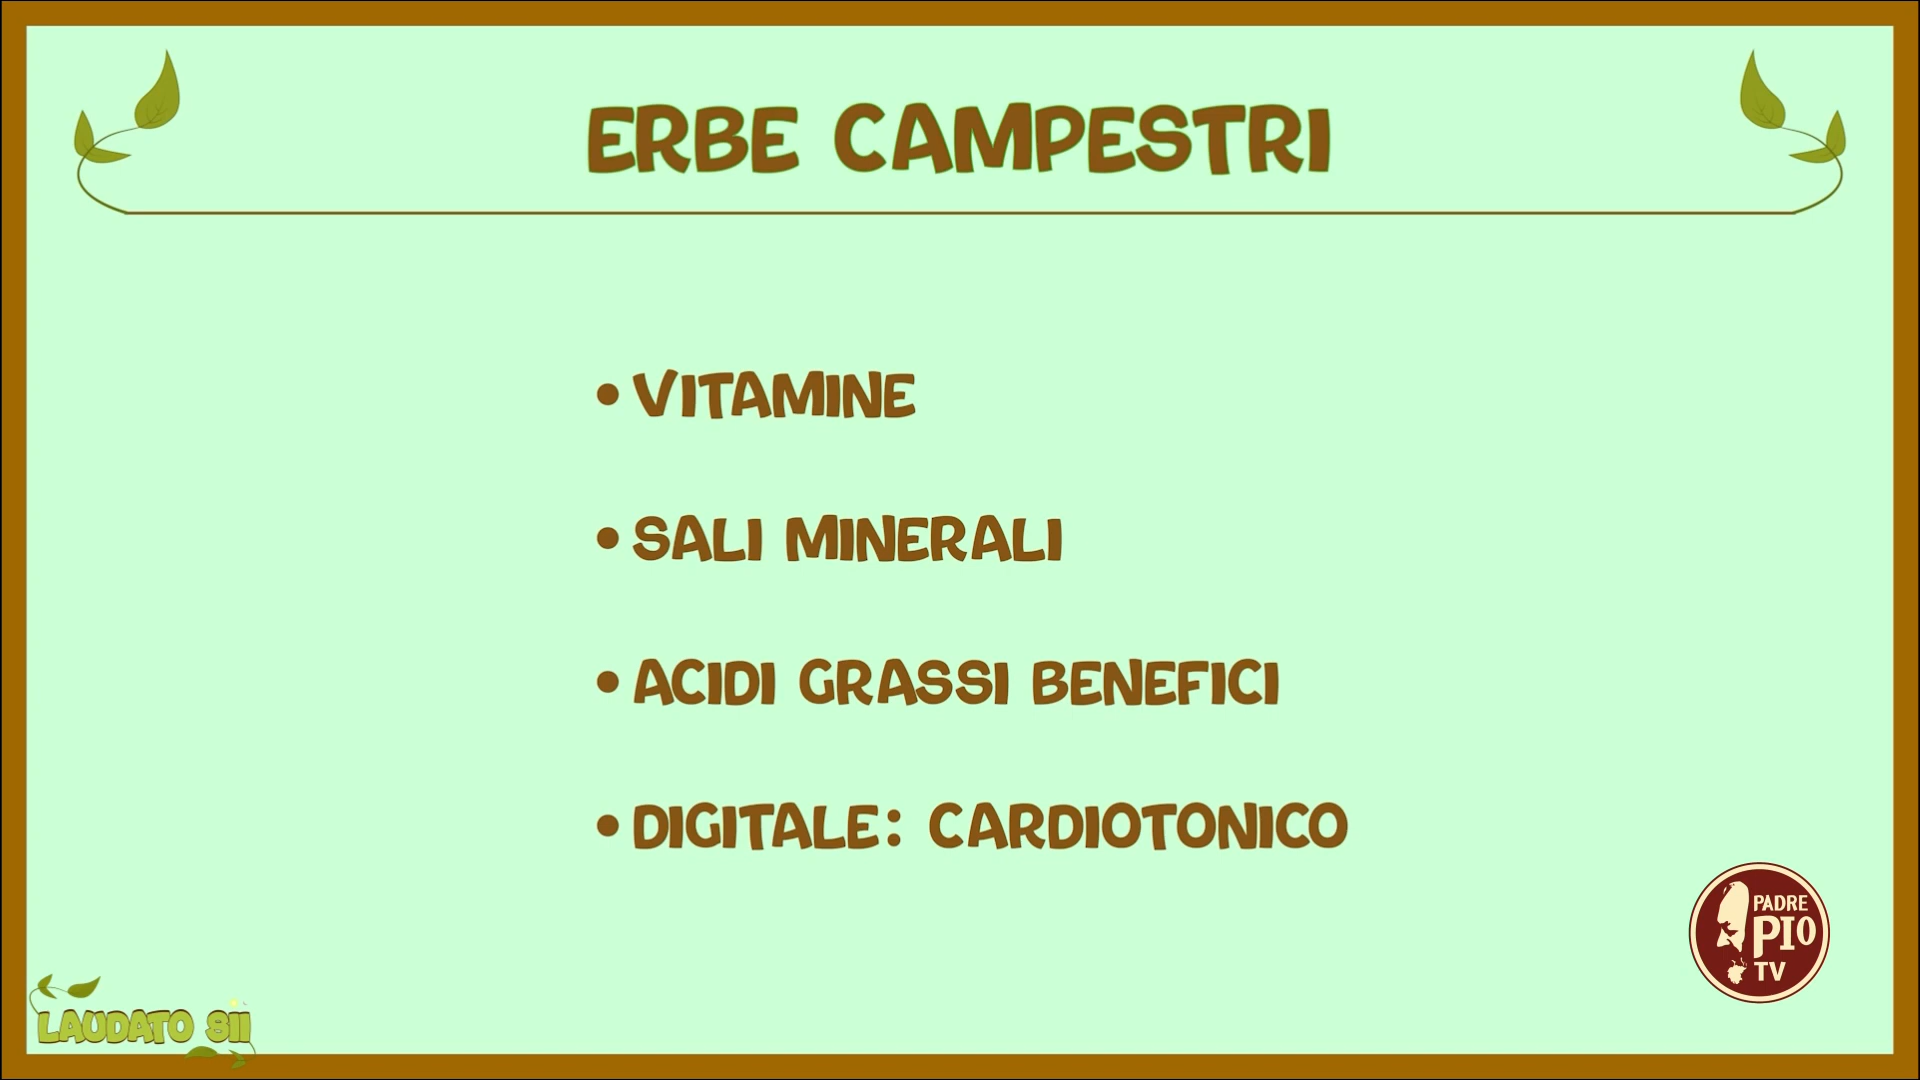 ERBE CAMPESTRI
• VITAMINE
• SALI MINERALI
• ACIDI GRASSI BENEFICI
• DIGITALE: CARDIOTONICO
PADRE
PIO
TV
LAUDATO SII